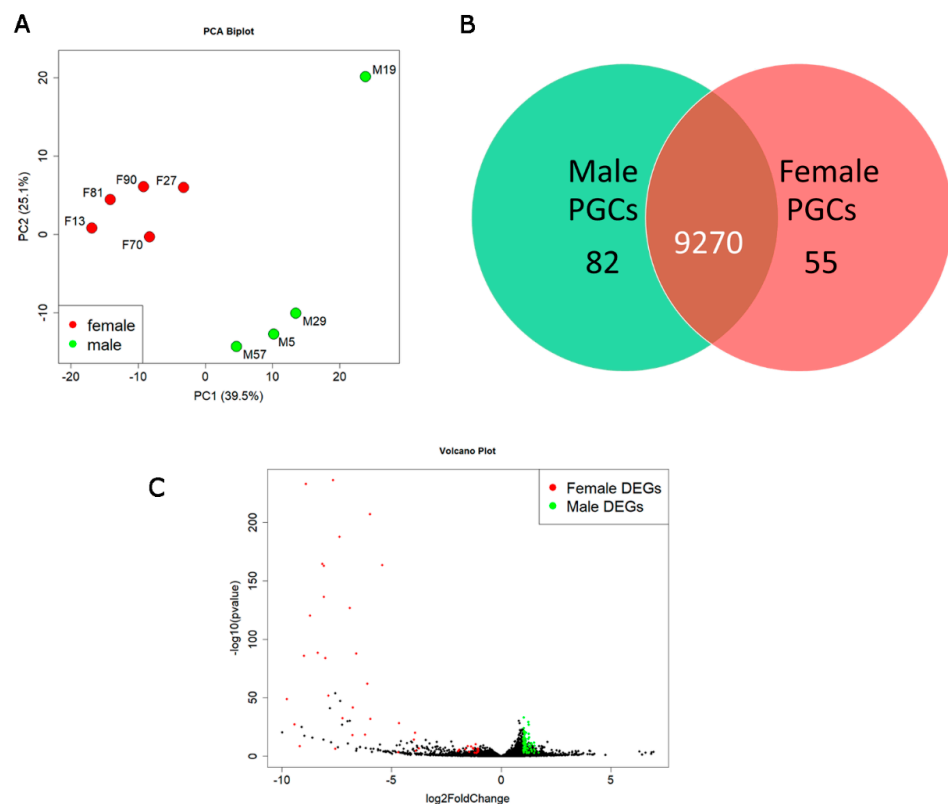 A
PCA Biplot
PC2 (25.1%)
20
10
0
-10
M19
F90
F27
F81
F13
F70
M29
M5
M57
female
male
-20
-10
0
10
20
PC1 (39.5%)
B
Male
PGCs
82
9270
Female
PGCs
55
C
Volcano Plot
Female DEGs
Male DEGs
-log10(pvalue)
200
150
100
50
0
-10
-5
0
5
log2FoldChange